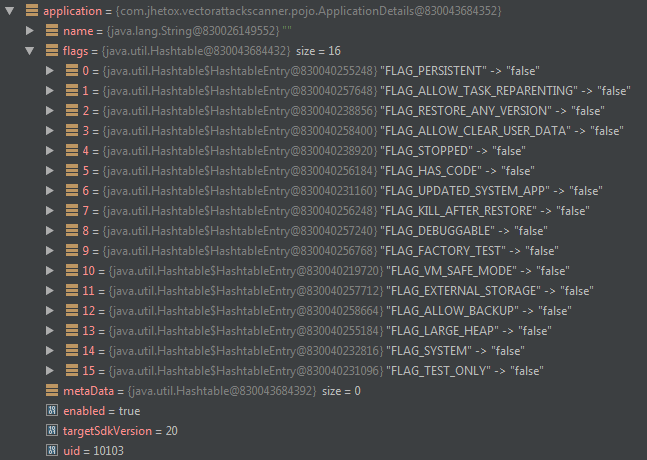 application = {com.jhetox.vectorattackscanner.pojo.ApplicationDetails@830043684352}
name = {java.lang.String@830026149552} ""
flags = {java.util.Hashtable@830043684432} size = 16
0 = {java.util.Hashtable$HashtableEntry@830040255248} "FLAG_PERSISTENT" -> "false"
1 = {java.util.Hashtable$HashtableEntry@830040257648} "FLAG_ALLOW_TASK_REPARENTING" -> "false"
2 = {java.util.Hashtable$HashtableEntry@830040238856} "FLAG_RESTORE_ANY_VERSION" -> "false"
3 = {java.util.Hashtable$HashtableEntry@830040258400} "FLAG_ALLOW_CLEAR_USER_DATA" -> "false"
4 = {java.util.Hashtable$HashtableEntry@830040238920} "FLAG_STOPPED" -> "false"
5 = {java.util.Hashtable$HashtableEntry@830040256184} "FLAG_HAS_CODE" -> "false"
6 = {java.util.Hashtable$HashtableEntry@830040231160} "FLAG_UPDATED_SYSTEM_APP" -> "false"
7 = {java.util.Hashtable$HashtableEntry@830040256248} "FLAG_KILL_AFTER_RESTORE" -> "false"
8 = {java.util.Hashtable$HashtableEntry@830040257240} "FLAG_DEBUGGABLE" -> "false"
9 = {java.util.Hashtable$HashtableEntry@830040256768} "FLAG_FACTORY_TEST" -> "false"
10 = {java.util.Hashtable$HashtableEntry@830040219720} "FLAG_VM_SAFE_MODE" -> "false"
11 = {java.util.Hashtable$HashtableEntry@830040257712} "FLAG_EXTERNAL_STORAGE" -> "false"
12 = {java.util.Hashtable$HashtableEntry@830040258664} "FLAG_ALLOW_BACKUP" -> "false"
13 = {java.util.Hashtable$HashtableEntry@830040255184} "FLAG_LARGE_HEAP" -> "false"
14 = {java.util.Hashtable$HashtableEntry@830040232816} "FLAG_SYSTEM" -> "false"
15 = {java.util.Hashtable$HashtableEntry@830040231096} "FLAG_TEST_ONLY" -> "false"
metaData = {java.util.Hashtable@830043684392} size = 0
enabled = true
targetSdkVersion = 20
uid = 10103